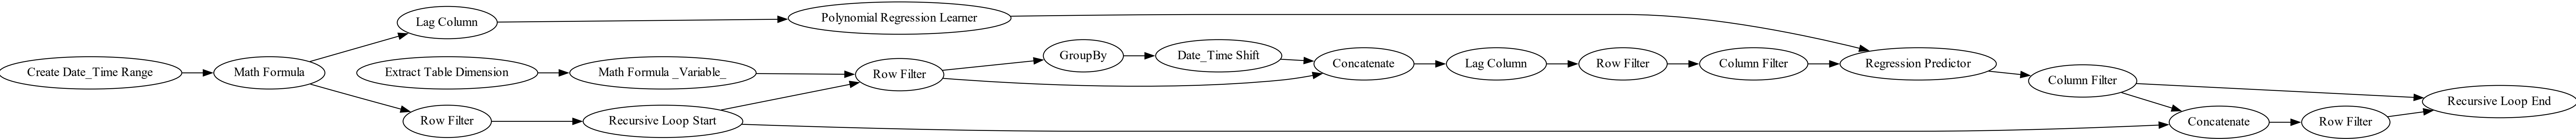 Create Date_Time Range
Math Formula
Lag Column
Polynomial Regression Learner
Extract Table Dimension
Math Formula _Variable_
Row Filter
Recursive Loop Start
Row Filter
GroupBy
Date_Time Shift
Concatenate
Lag Column
Row Filter
Column Filter
Regression Predictor
Column Filter
Concatenate
Row Filter
Recursive Loop End